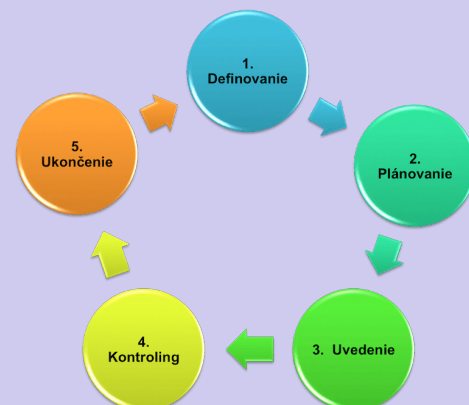 1.
Definovanie
2.
Plánovanie
3. Uvedenie
4.
Kontroling
5.
Ukončenie